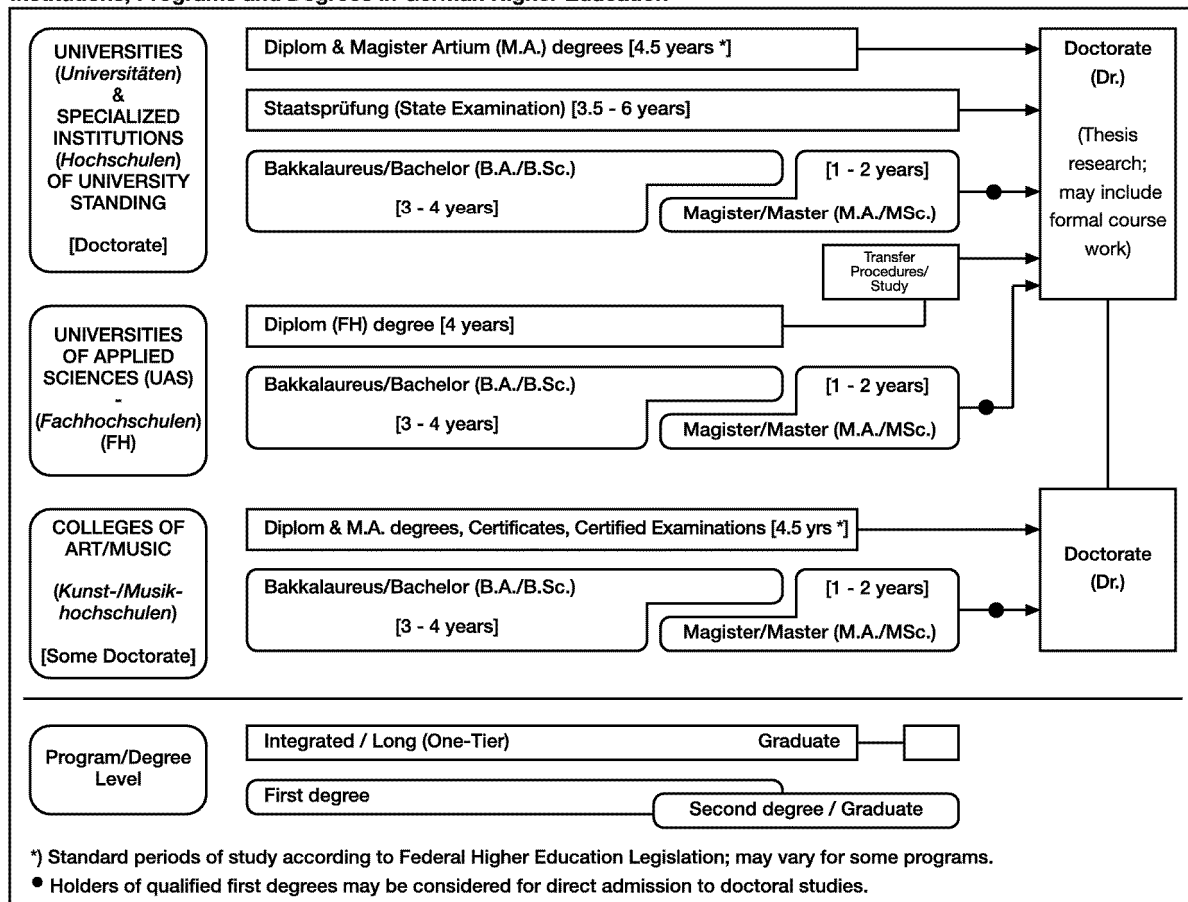 Institutions, Programs and Degrees in German Higher Education
UNIVERSITIES
(Universitäten)
&
SPECIALIZED
INSTITUTIONS
(Hochschulen)
OF UNIVERSITY
STANDING
[Doctorate]
Diplom & Magister Artium (M.A.) degrees [4.5 years *]
Staatsprüfung (State Examination) [3.5 - 6 years]
Bakkalaureus/Bachelor (B.A./B.Sc.)
[3 - 4 years]
[1 - 2 years]
Magister/Master (M.A./MSc.)
Transfer
Procedures/
Study
Doctorate
(Dr.)
(Thesis
research;
may include
formal course
work)
UNIVERSITIES
OF APPLIED
SCIENCES (UAS)
-
(Fachhochschulen)
(FH)
Diplom (FH) degree [4 years]
Bakkalaureus/Bachelor (B.A./B.Sc.)
[3 - 4 years]
[1 - 2 years]
Magister/Master (M.A./MSc.)
COLLEGES OF
ART/MUSIC
(Kunst-/Musik-
hochschulen)
[Some Doctorate]
Diplom & M.A. degrees, Certificates, Certified Examinations [4.5 yrs *]
Bakkalaureus/Bachelor (B.A./B.Sc.)
[3 - 4 years]
[1 - 2 years]
Magister/Master (M.A./MSc.)
Doctorate
(Dr.)
Program/Degree
Level
Integrated / Long (One-Tier) Graduate
First degree
Second degree / Graduate
*) Standard periods of study according to Federal Higher Education Legislation; may vary for some programs.
● Holders of qualified first degrees may be considered for direct admission to doctoral studies.